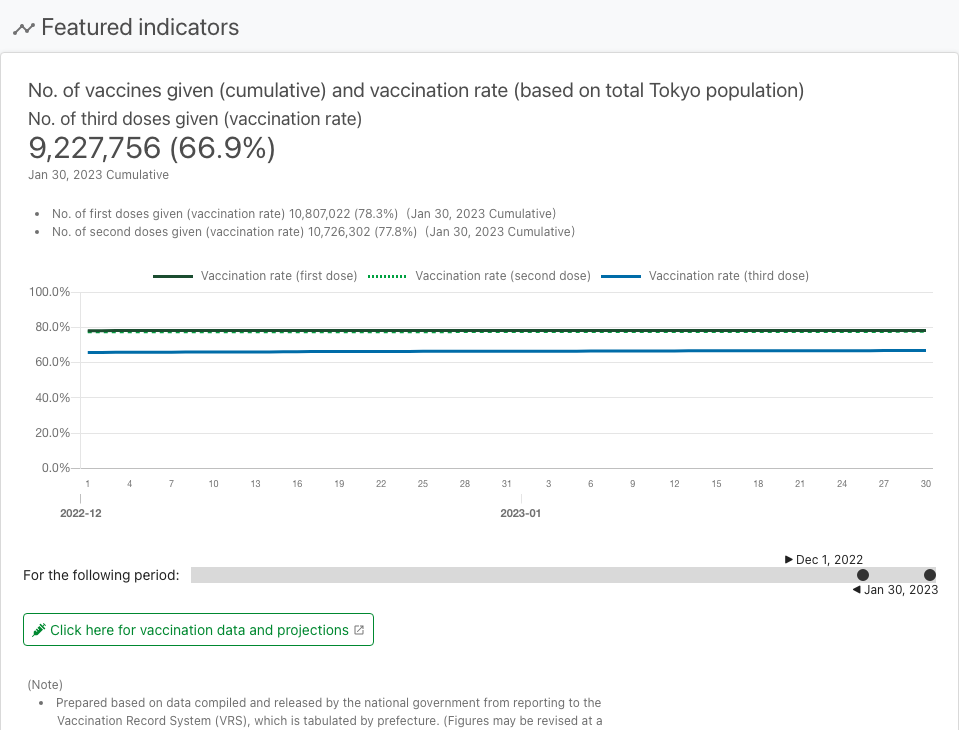 Featured indicators
No. of vaccines given (cumulative) and vaccination rate (based on total Tokyo population)
No. of third doses given (vaccination rate)
9,227,756 (66.9%)
Jan 30, 2023 Cumulative
• No. of first doses given (vaccination rate) 10,807,022 (78.3%) (Jan 30, 2023 Cumulative)
• No. of second doses given (vaccination rate) 10,726,302 (77.8%) (Jan 30, 2023 Cumulative)
Vaccination rate (first dose) Vaccination rate (second dose) Vaccination rate (third dose)
100.0%
80.0%
60.0%
40.0%
20.0%
0.0%
1 4 7 10 13 16 19 22 25 28 31 3 6 9 12 15 18 21 24 27 30
2022-12 2023-01
▶ Dec 1, 2022
For the following period:
◀ Jan 30, 2023
Click here for vaccination data and projections
(Note)
• Prepared based on data compiled and released by the national government from reporting to the
Vaccination Record System (VRS), which is tabulated by prefecture. (Figures may be revised at a